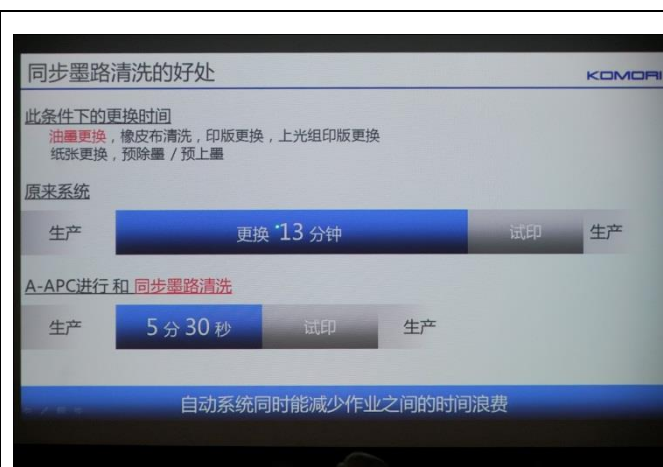 同步墨路清洗的好处
KOMORI
此条件下的更换时间
油墨更换，橡皮布清洗，印版更换，上光组印版更换
纸张更换，预除墨 / 预上墨
原来系统
生产 更换 13 分钟 试印 生产
A-APC进行 和 同步墨路清洗
生产 5 分 30 秒 试印 生产
自动系统同时能减少作业之间的时间浪费